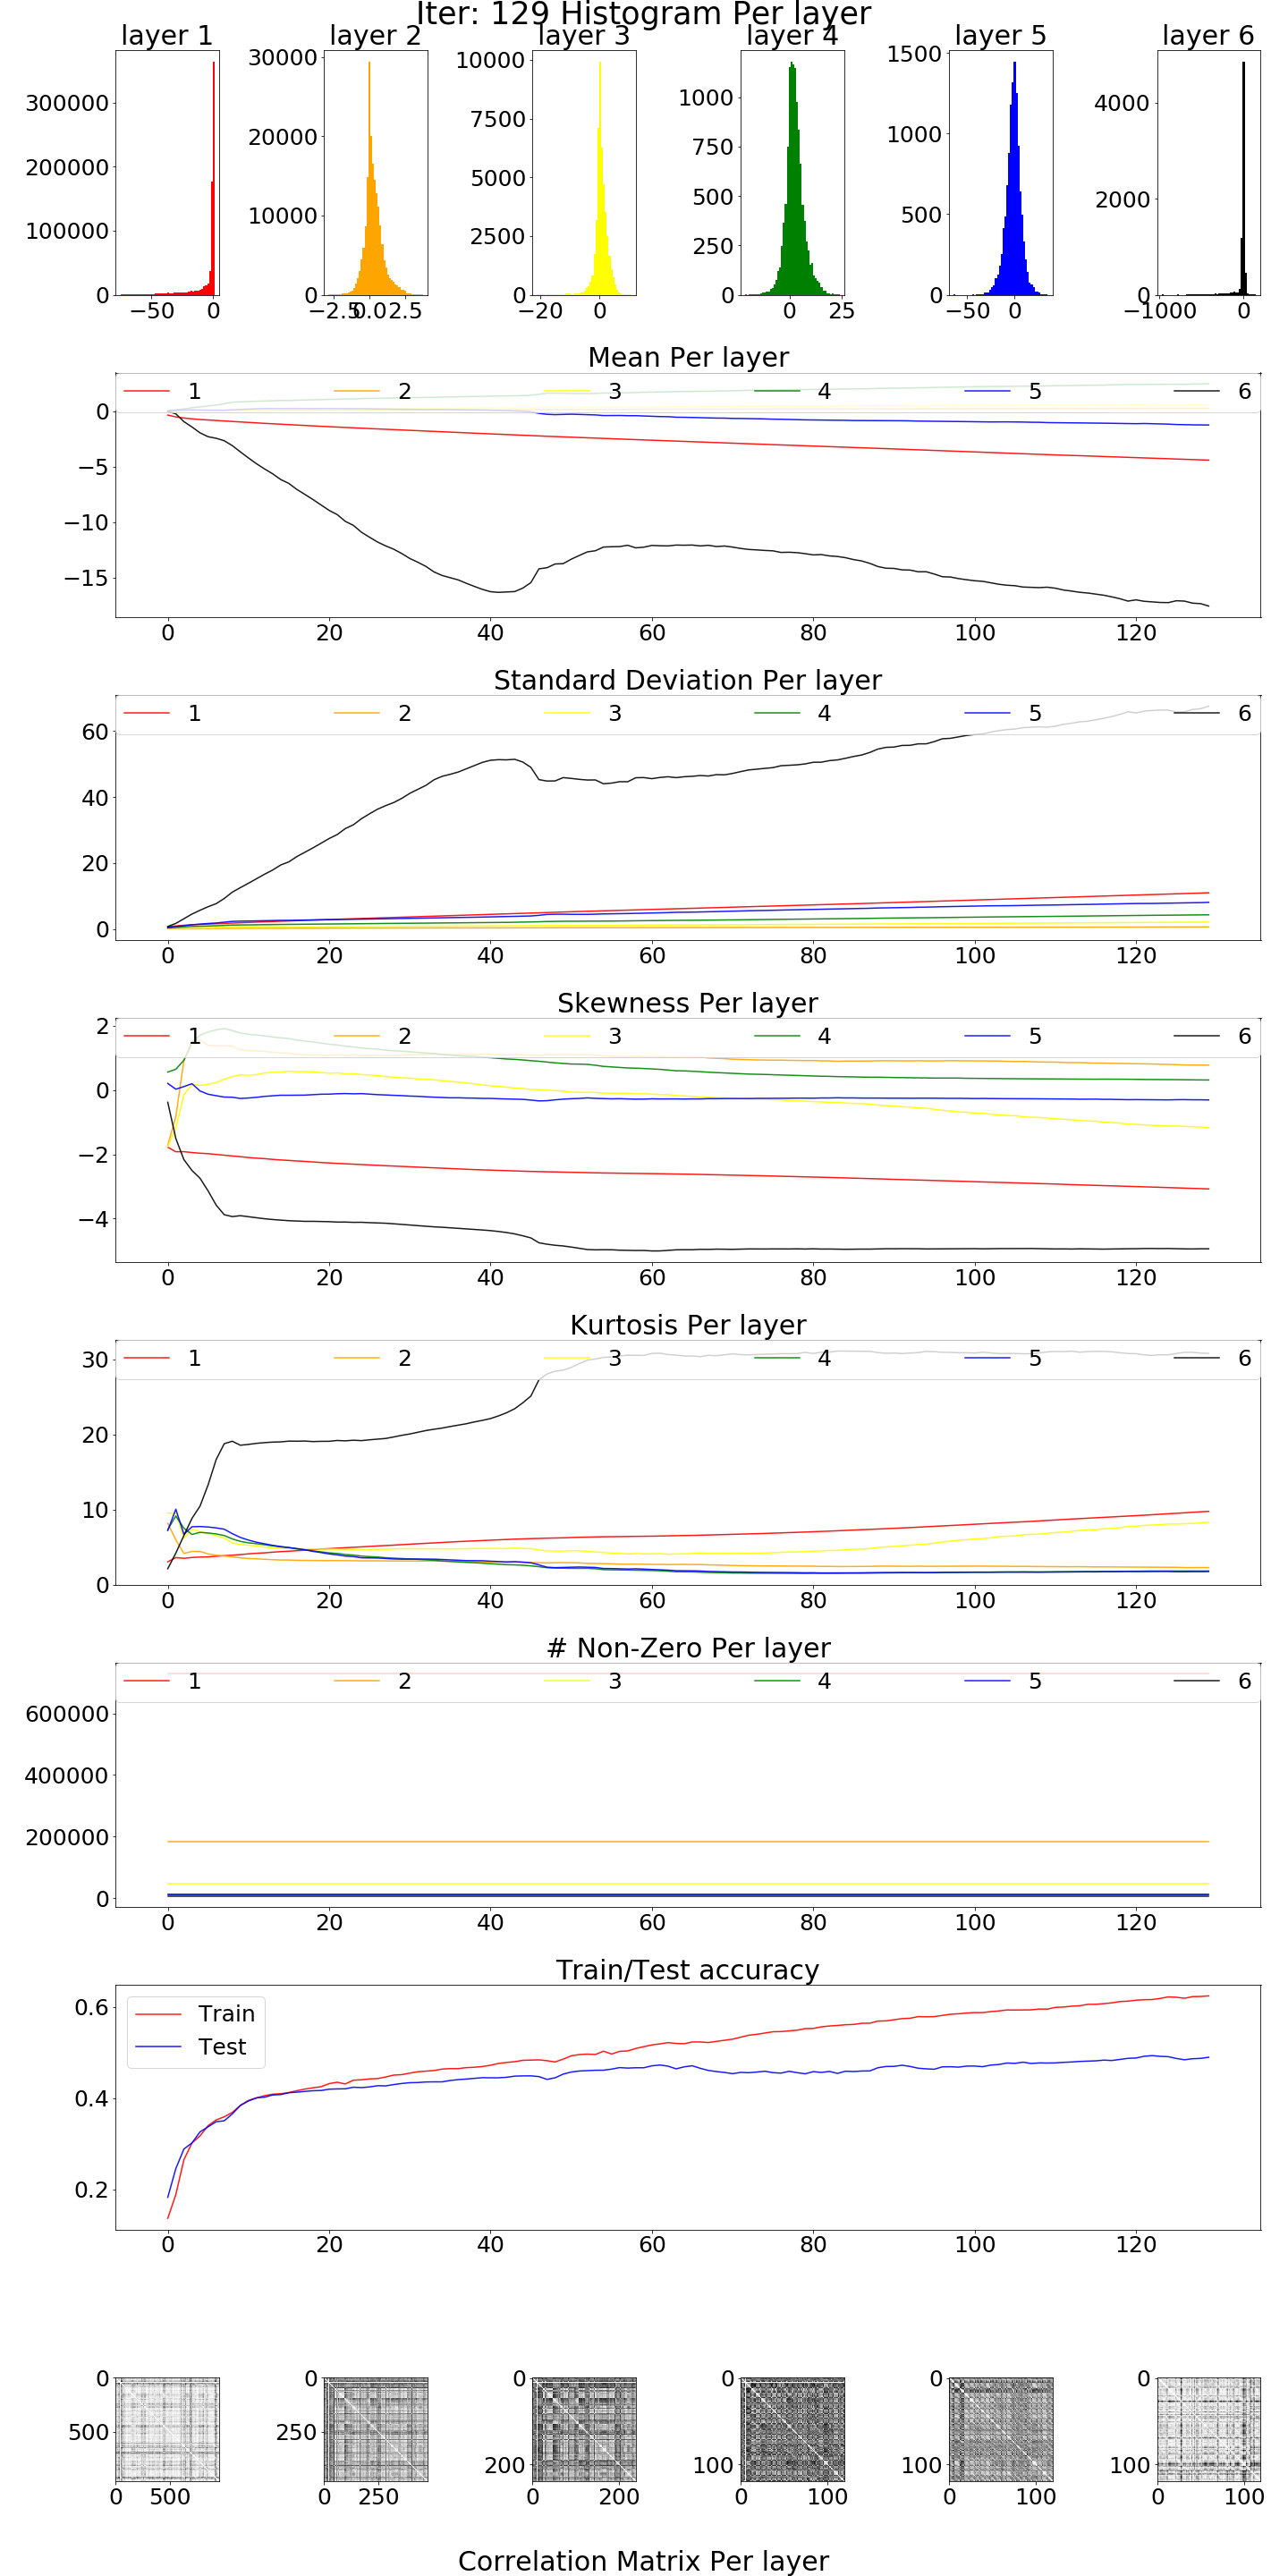 Iter: 129 Histogram Per layer
layer 1 layer 2 layer 3 layer 4 layer 5 layer 6
300000 200000 100000 0
−50 0
30000 20000 10000 0
−2.5 0.0 2.5
10000 7500 5000 2500 0
−20 0
1000 750 500 250 0
0 25
1500 1000 500 0
−50 0
4000 2000 0
−1000 0
Mean Per layer
1 2 3 4 5 6
0
−5
−10
−15
0 20 40 60 80 100 120
Standard Deviation Per layer
1 2 3 4 5 6
60
40
20
0
0 20 40 60 80 100 120
Skewness Per layer
2
1 2 3 4 5 6
0
−2
−4
0 20 40 60 80 100 120
Kurtosis Per layer
30
1 2 3 4 5 6
20
10
0
0 20 40 60 80 100 120
# Non-Zero Per layer
1 2 3 4 5 6
600000
400000
200000
0
0 20 40 60 80 100 120
Train/Test accuracy
0.6
Train
Test
0.4
0.2
0 20 40 60 80 100 120
0 500
0 500
0 250
0 250
0 200
0 200
0 100
0 100
0 100
0 100
0 100
0 100
Correlation Matrix Per layer